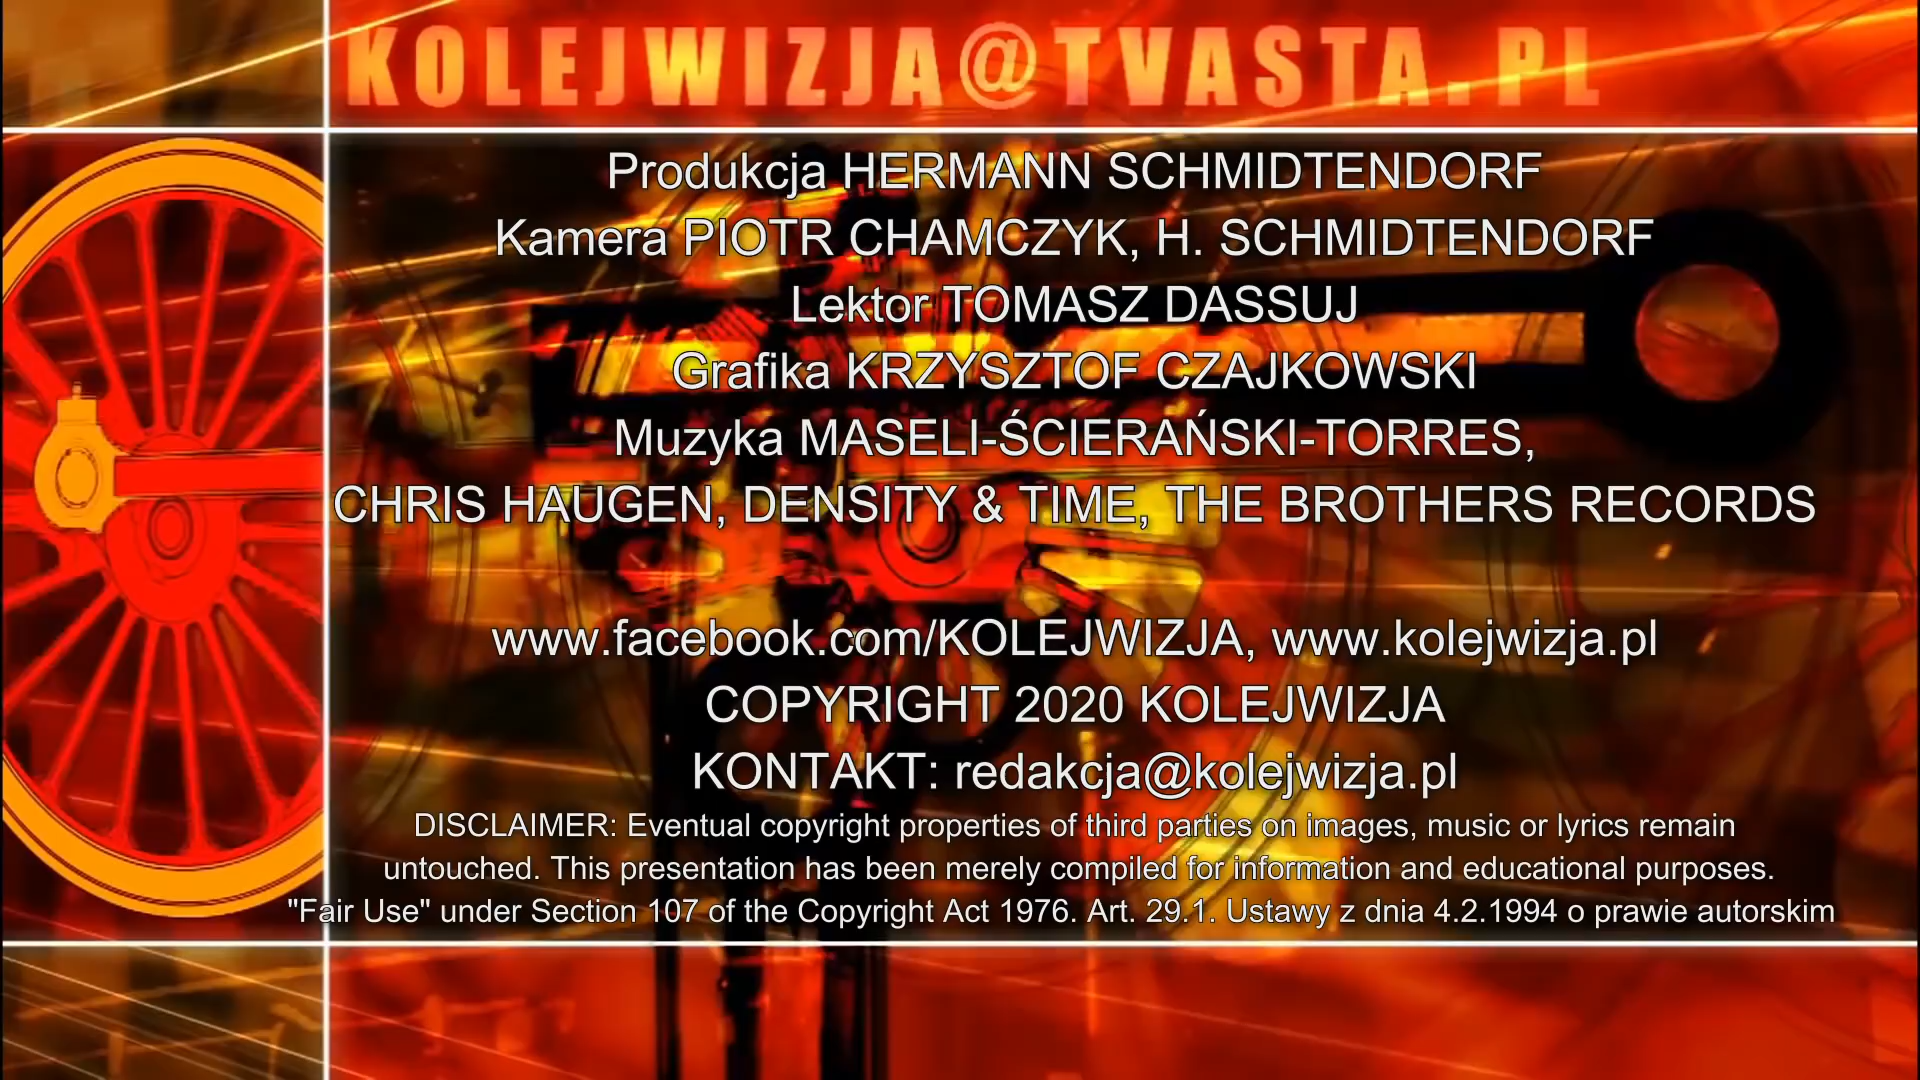 KOLEJWIZJA@TVASTA.PL
Produkcja HERMANN SCHMIDTENDORF
Kamera PIOTR CHAMCZYK, H. SCHMIDTENDORF
Lektor TOMASZ DASSUJ
Grafika KRZYSZTOF CZAJKOWSKI
Muzyka MASELI-ŚCIERAŃSKI-TORRES,
CHRIS HAUGEN, DENSITY & TIME, THE BROTHERS RECORDS
www.facebook.com/KOLEJWIZJA, www.kolejwizja.pl
COPYRIGHT 2020 KOLEJWIZJA
KONTAKT: redakcja@kolejwizja.pl
DISCLAIMER: Eventual copyright properties of third parties on images, music or lyrics remain
untouched. This presentation has been merely compiled for information and educational purposes.
"Fair Use" under Section 107 of the Copyright Act 1976. Art. 29.1. Ustawy z dnia 4.2.1994 o prawie autorskim